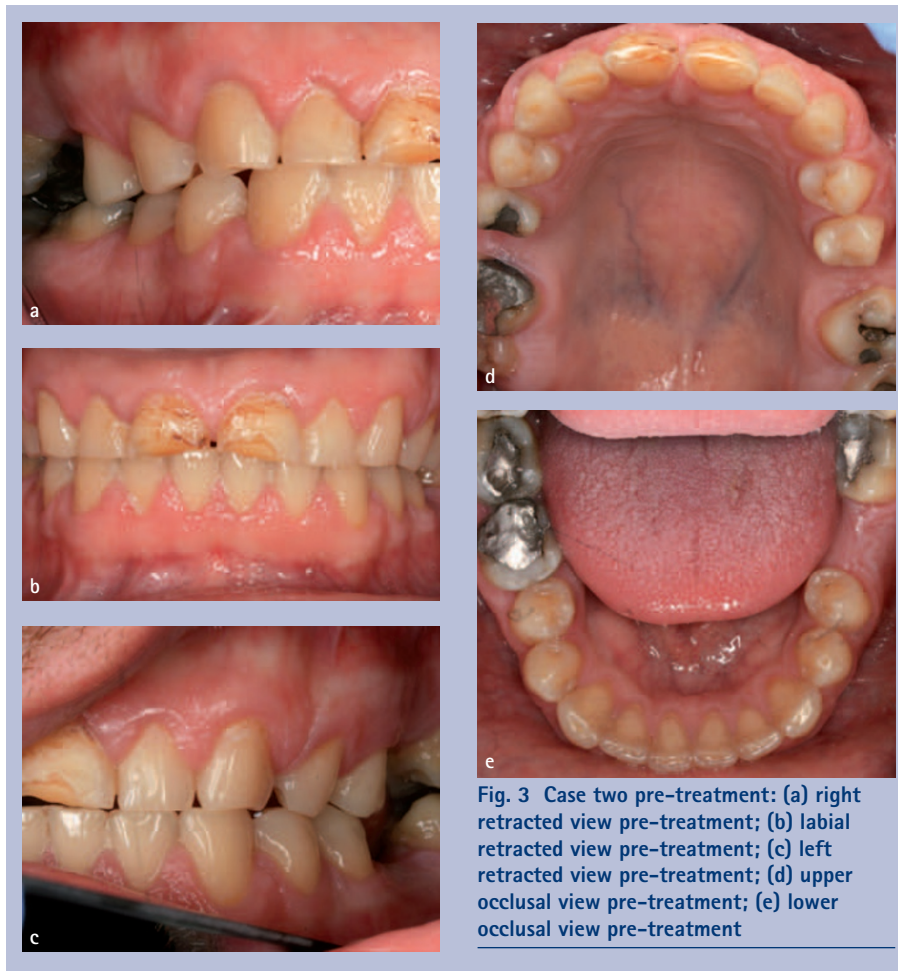 a
b
c
d
e
Fig. 3 Case two pre-treatment: (a) right
retracted view pre-treatment; (b) labial
retracted view pre-treatment; (c) left
retracted view pre-treatment; (d) upper
occlusal view pre-treatment; (e) lower
occlusal view pre-treatment